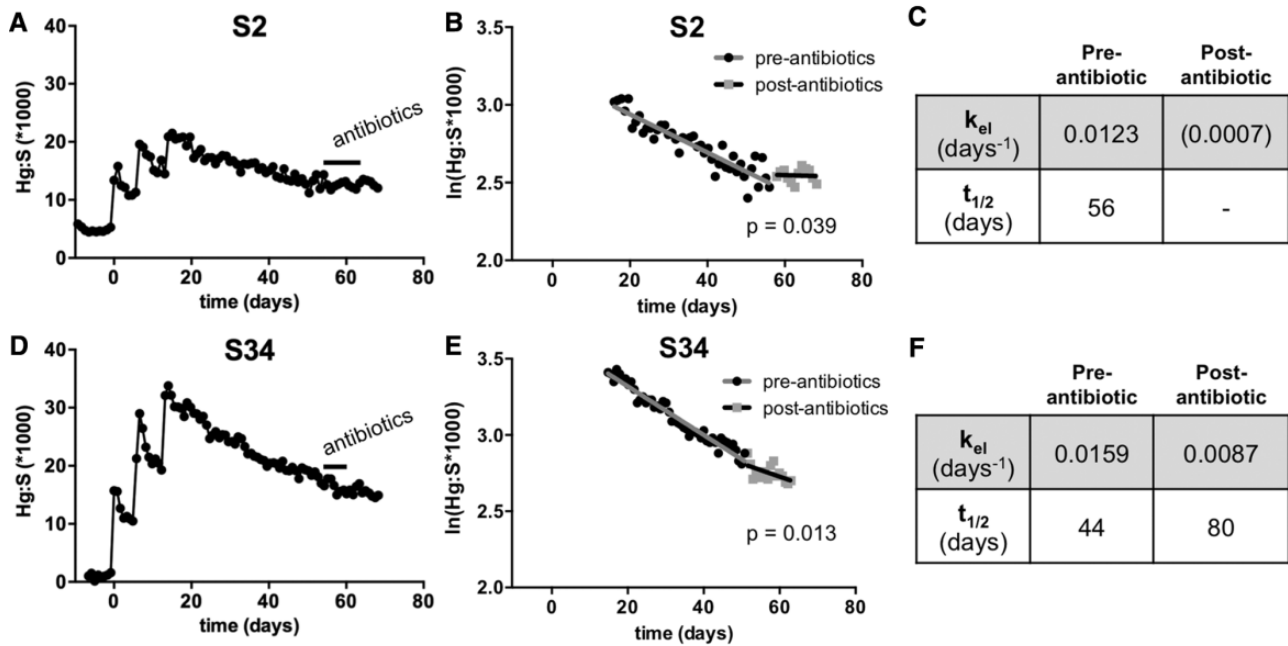 A
S2
40
30
20
10
0
Hg:S (*1000)
antibiotics
0 20 40 60 80
time (days)
B
S2
3.5
3.0
2.5
2.0
ln(Hg:S*1000)
pre-antibiotics
post-antibiotics
p = 0.039
0 20 40 60 80
time (days)
C
Pre- Post-
antibiotic antibiotic
kel 0.0123 (0.0007)
(days-1)
t1/2 56 -
(days)
D
S34
40
30
20
10
0
Hg:S (*1000)
antibiotics
0 20 40 60 80
time (days)
E
S34
3.5
3.0
2.5
2.0
ln(Hg:S*1000)
pre-antibiotics
post-antibiotics
p = 0.013
0 20 40 60 80
time (days)
F
Pre- Post-
antibiotic antibiotic
kel 0.0159 0.0087
(days-1)
t1/2 44 80
(days)